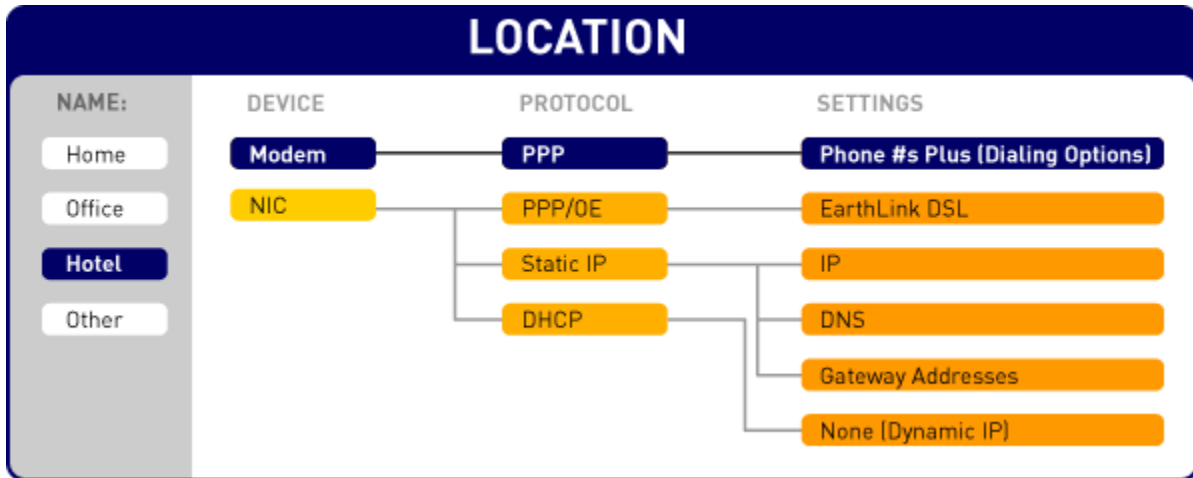 LOCATION
NAME: DEVICE PROTOCOL SETTINGS
Home Modem PPP Phone #s Plus (Dialing Options)
Office NIC PPP/OE EarthLink DSL
Hotel Static IP IP
Other DHCP DNS
Gateway Addresses
None (Dynamic IP)